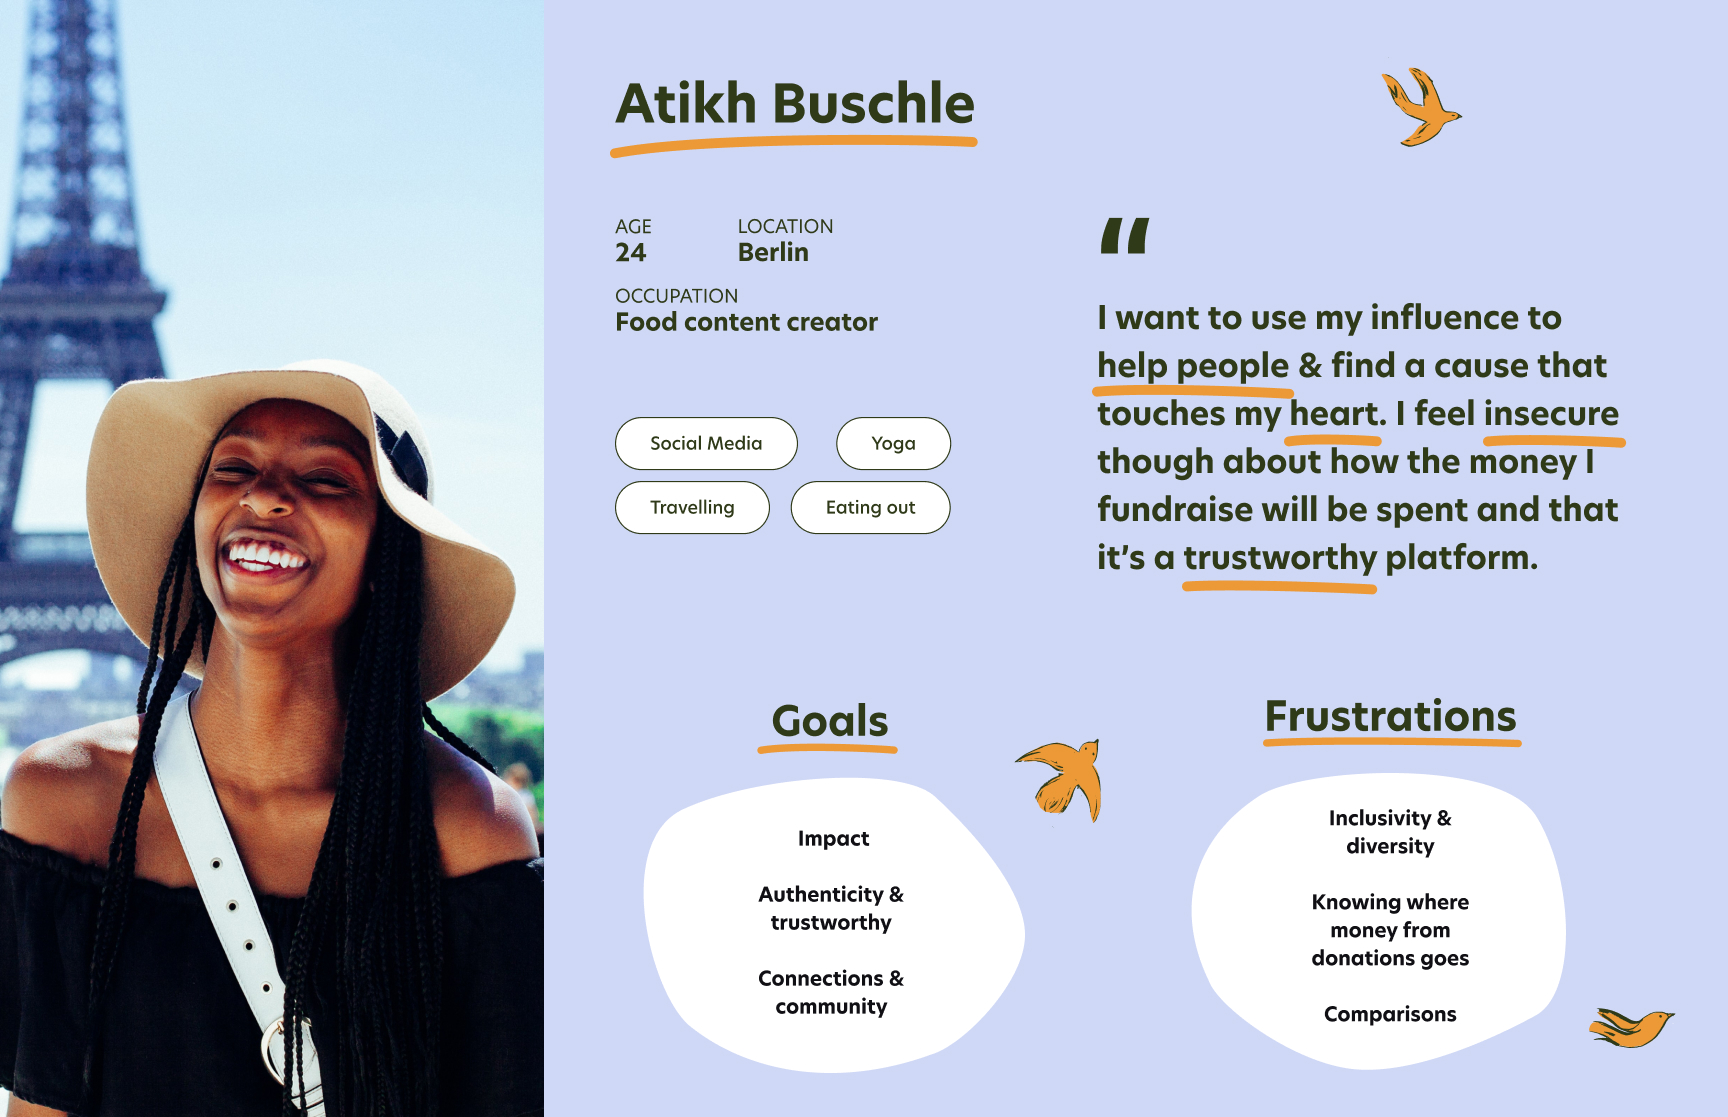 Atikh Buschle
AGE
24
LOCATION
Berlin
OCCUPATION
Food content creator
Social Media
Yoga
Travelling
Eating out
“
I want to use my influence to
help people & find a cause that
touches my heart. I feel insecure
though about how the money I
fundraise will be spent and that
it’s a trustworthy platform.
Goals
Impact
Authenticity &
trustworthy
Connections &
community
Frustrations
Inclusivity &
diversity
Knowing where
money from
donations goes
Comparisons